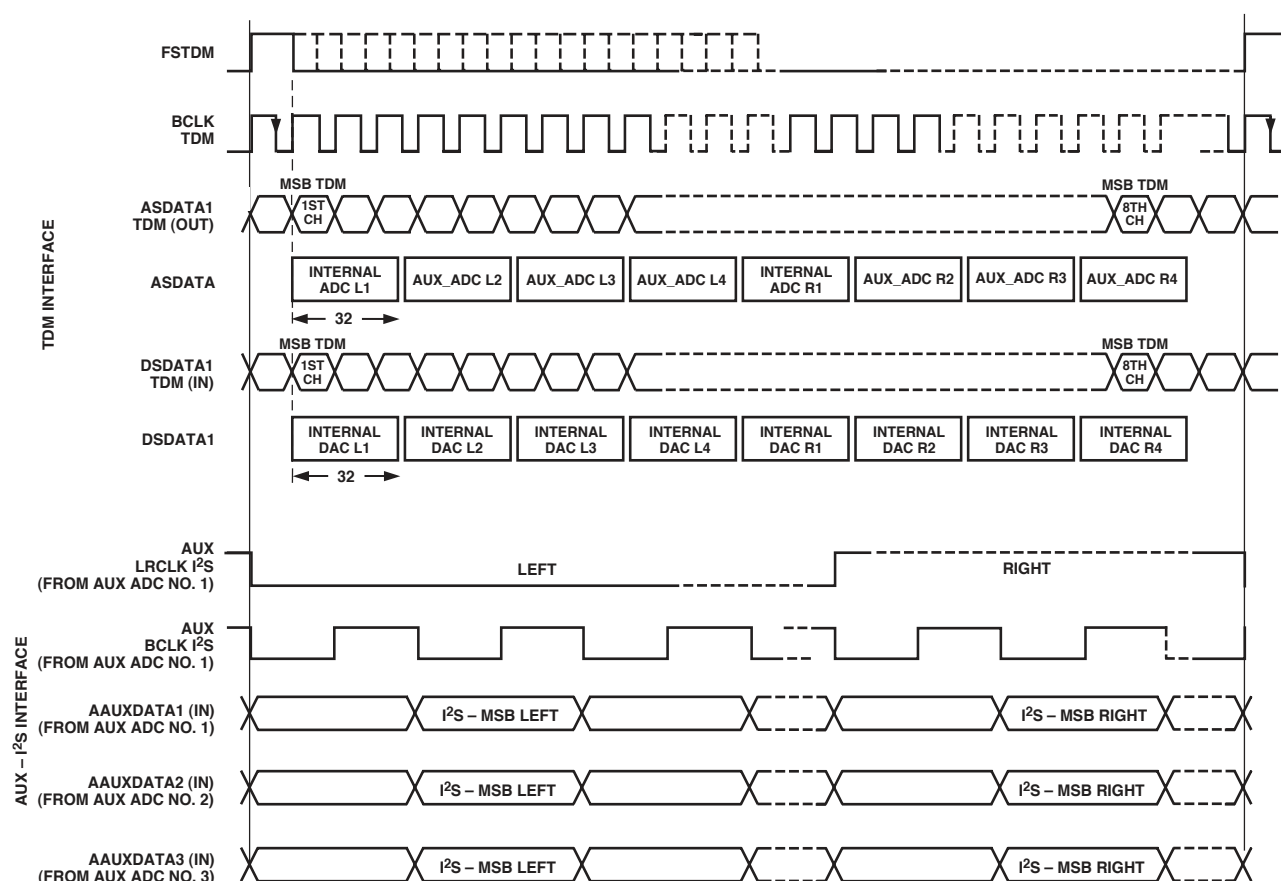 FSTDM
BCLK
TDM
MSB TDM
MSB TDM
ASDATA1
TDM (OUT)
1ST
CH
8TH
CH
ASDATA
INTERNAL
ADC L1
AUX_ADC L2
AUX_ADC L3
AUX_ADC L4
INTERNAL
ADC R1
AUX_ADC R2
AUX_ADC R3
AUX_ADC R4
32
TDM INTERFACE
MSB TDM
MSB TDM
DSDATA1
TDM (IN)
1ST
CH
8TH
CH
DSDATA1
INTERNAL
DAC L1
INTERNAL
DAC L2
INTERNAL
DAC L3
INTERNAL
DAC L4
INTERNAL
DAC R1
INTERNAL
DAC R2
INTERNAL
DAC R3
INTERNAL
DAC R4
32
AUX
LRCLK I²S
(FROM AUX ADC NO. 1)
LEFT
RIGHT
AUX
BCLK I²S
(FROM AUX ADC NO. 1)
AUX – I²S INTERFACE
AAUXDATA1 (IN)
(FROM AUX ADC NO. 1)
I²S – MSB LEFT
I²S – MSB RIGHT
AAUXDATA2 (IN)
(FROM AUX ADC NO. 2)
I²S – MSB LEFT
I²S – MSB RIGHT
AAUXDATA3 (IN)
(FROM AUX ADC NO. 3)
I²S – MSB LEFT
I²S – MSB RIGHT